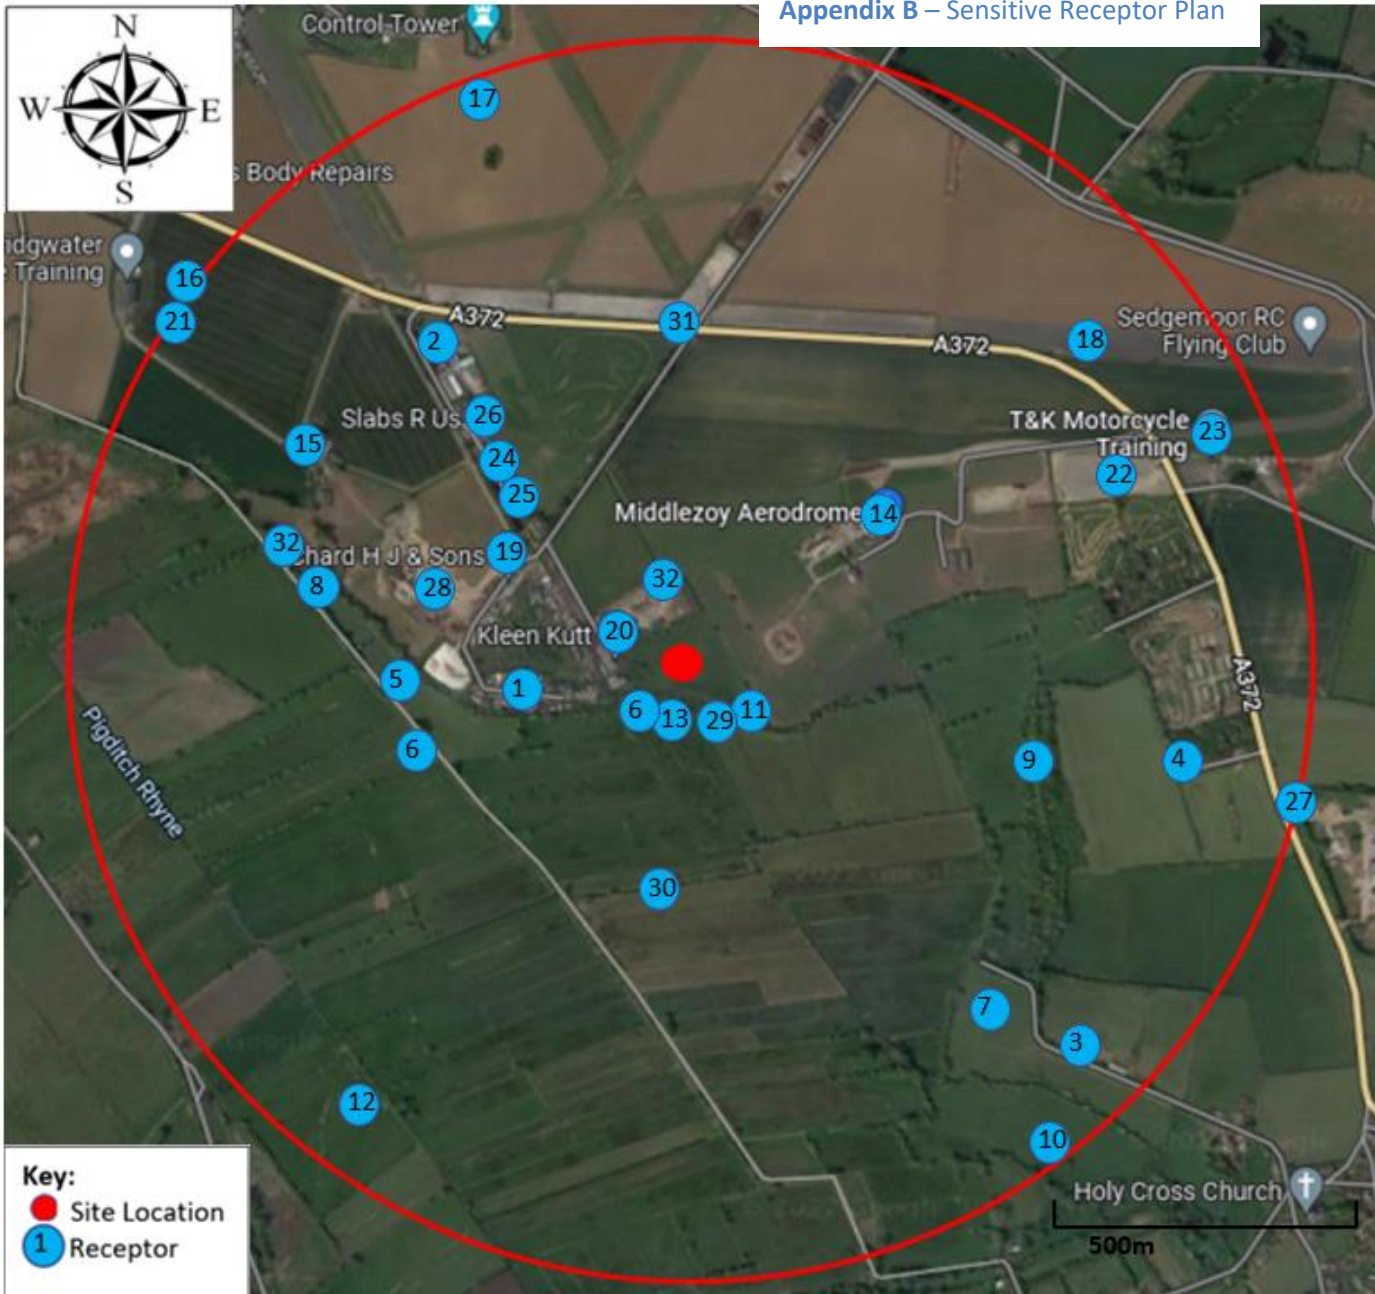 Appendix B – Sensitive Receptor Plan
Control-Tower
N
W
E
S
17
s Body Repairs
idgwater
e Training
16
21
A372
31
2
A372
18
Sedgemoor RC
Flying Club
Slabs R Us
26
T&K Motorcycle
Training
23
15
24
22
25
Middlezoy Aerodrome
14
32
chard H J & Sons
19
8
28
32
Kleen Kutt
20
5
1
A372
6
13
29
11
Pigditch Rhyne
6
9
4
27
30
7
3
12
10
Key:
Site Location
1
Receptor
Holy Cross Church
500m